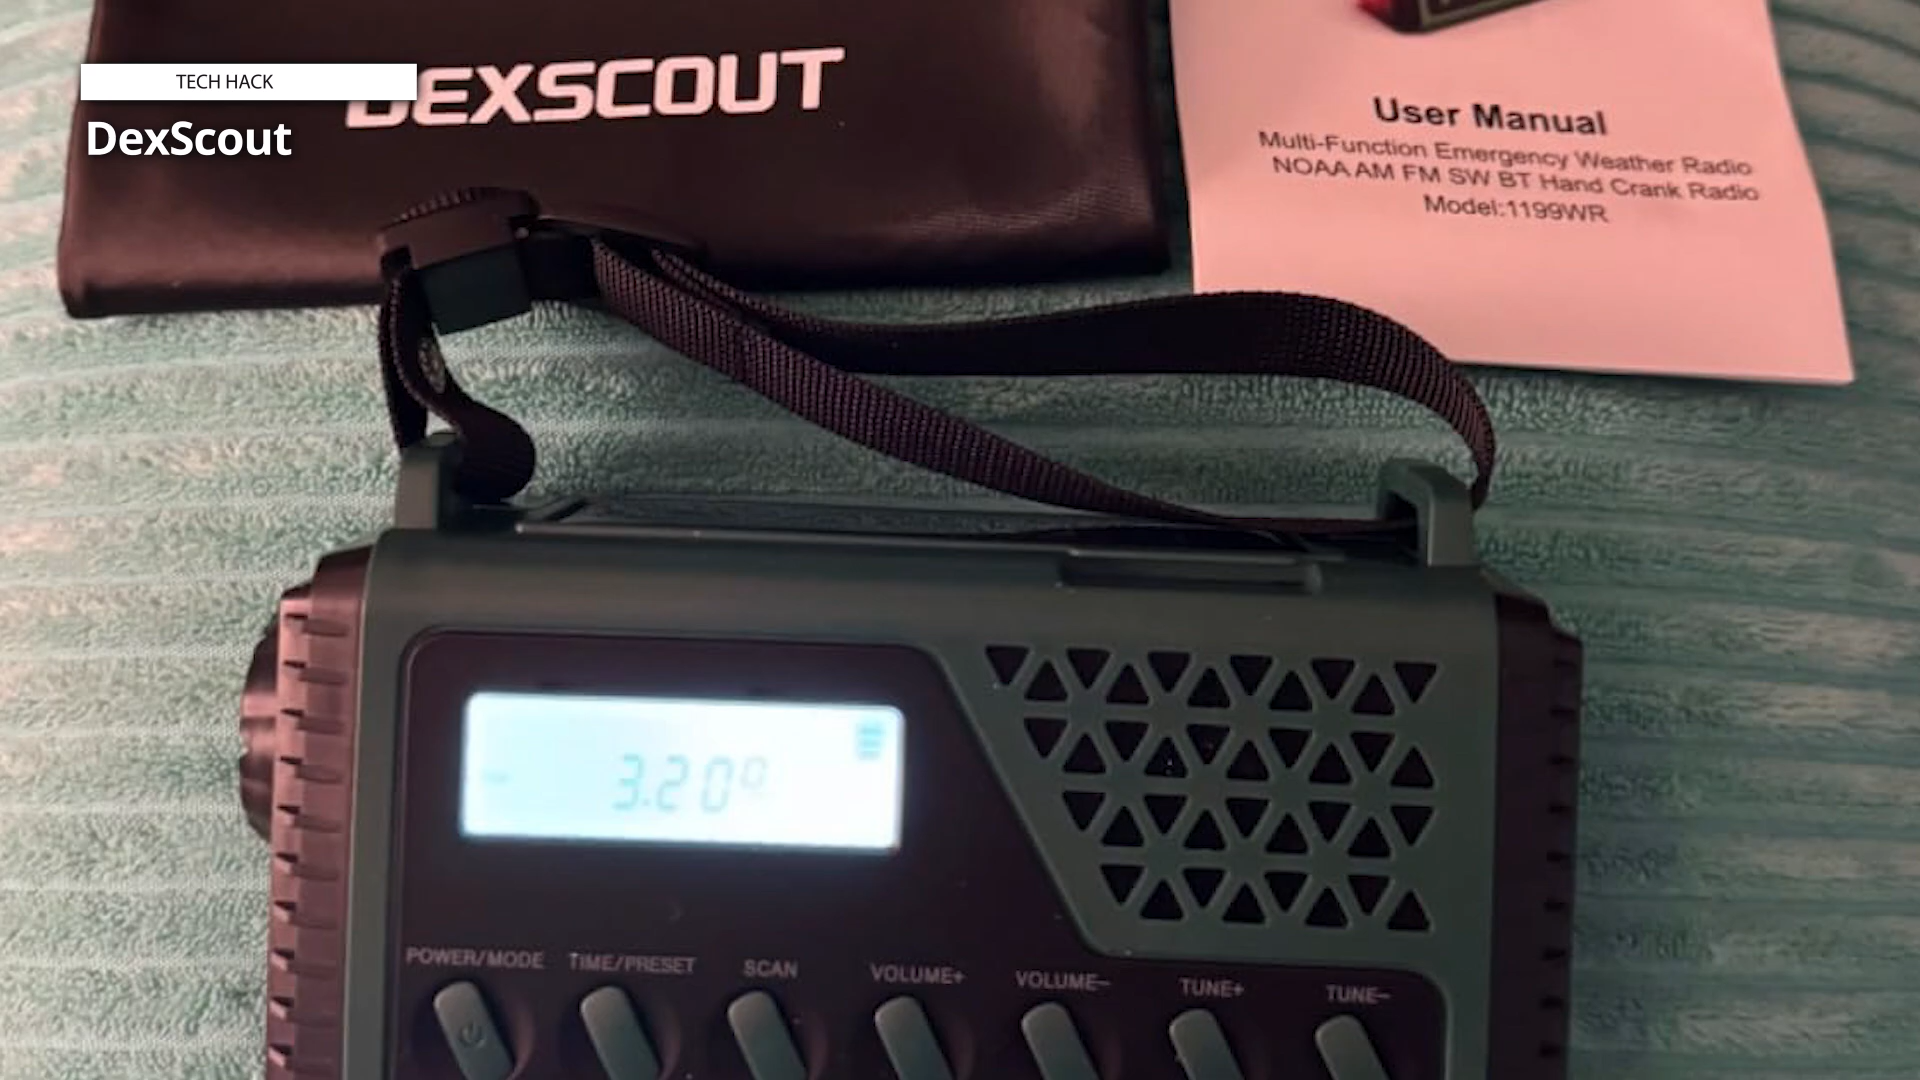 TECH HACK
DexScout
DEXSCOUT
User Manual
Multi-Function Emergency Weather Radio
NOAA AM FM SW BT Hand Crank Radio
Model:1199WR
3.20
POWER/MODE
TIME/PRESET
SCAN
VOLUME+
VOLUME-
TUNE+
TUNE-